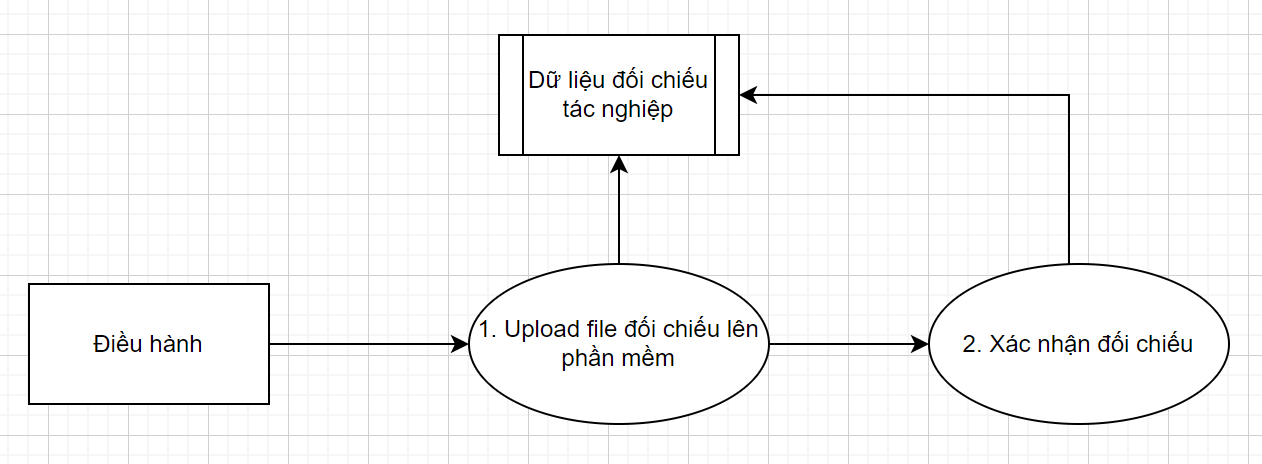 Dữ liệu đối chiếu
tác nghiệp
Điều hành
1. Upload file đối chiếu lên
phần mềm
2. Xác nhận đối chiếu